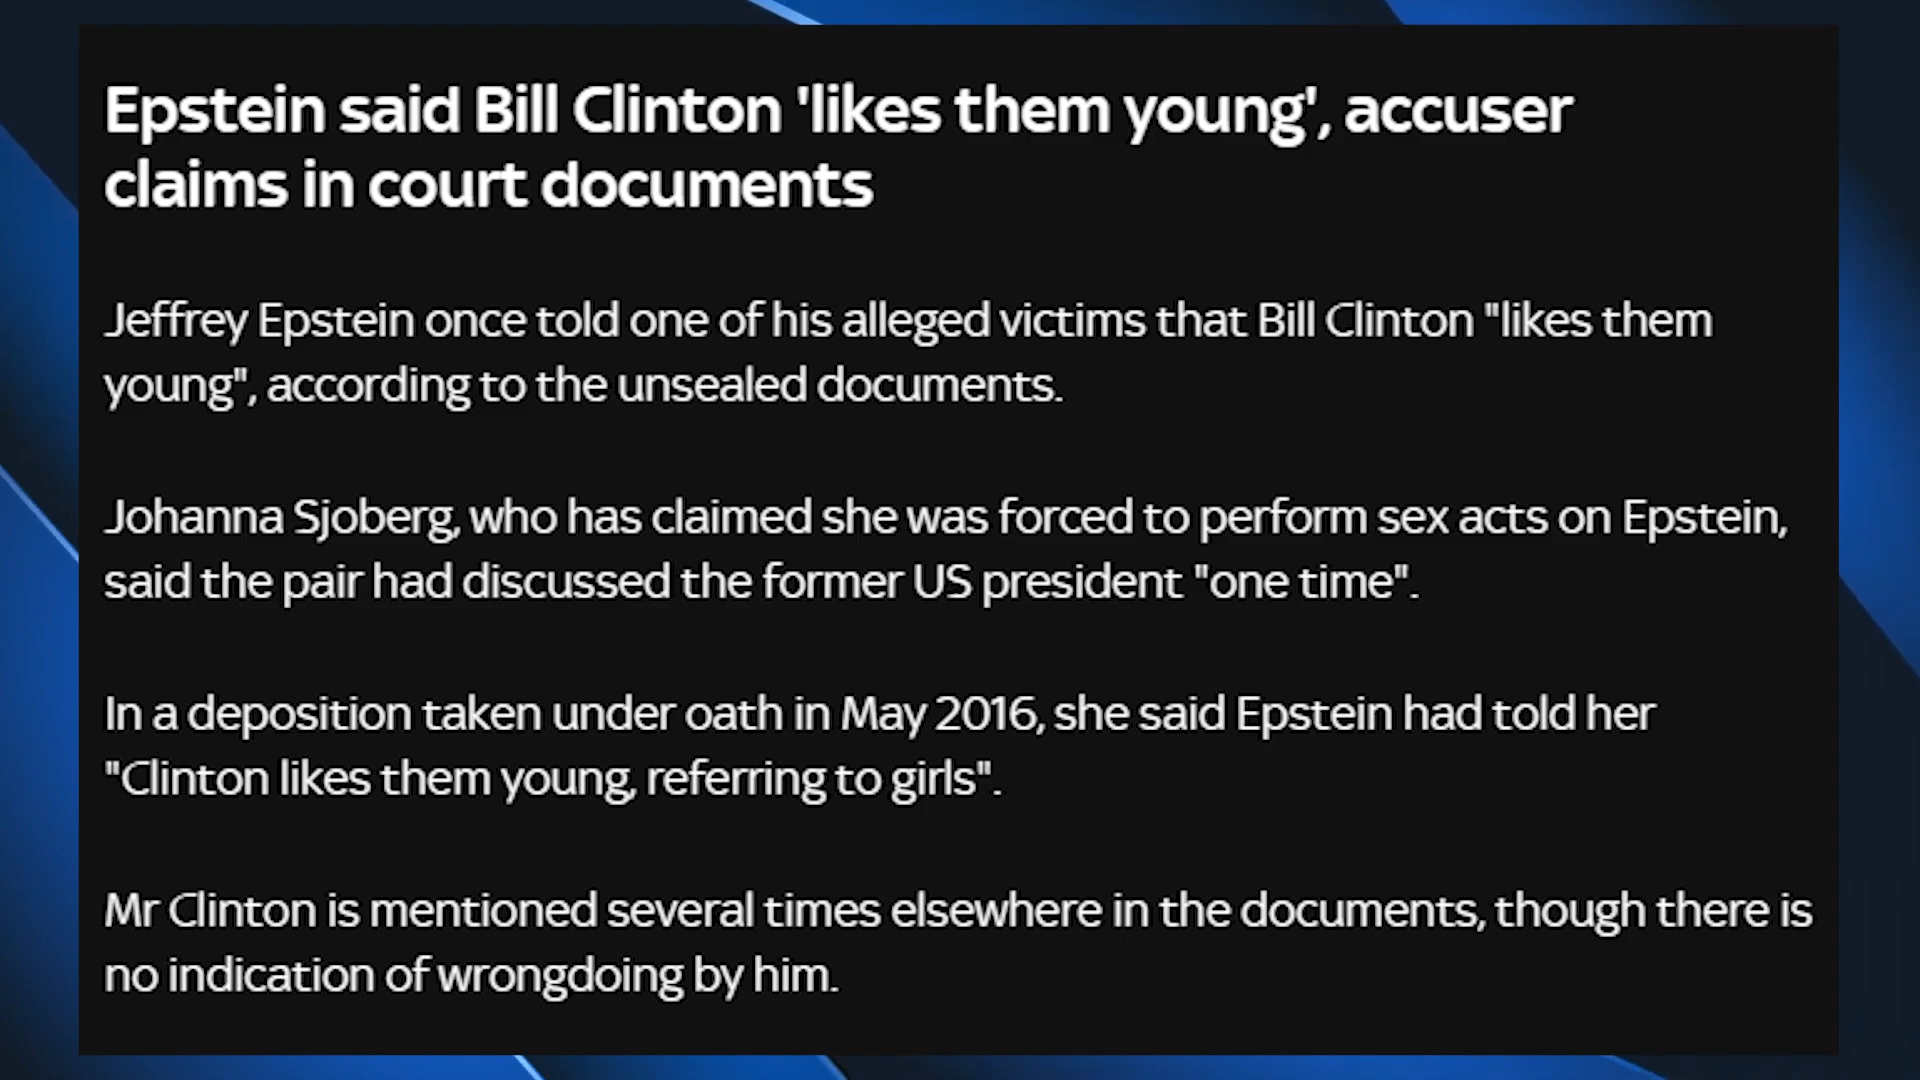 Epstein said Bill Clinton 'likes them young', accuser
claims in court documents
Jeffrey Epstein once told one of his alleged victims that Bill Clinton "likes them
young", according to the unsealed documents.
Johanna Sjoberg, who has claimed she was forced to perform sex acts on Epstein,
said the pair had discussed the former US president "one time".
In a deposition taken under oath in May 2016, she said Epstein had told her
"Clinton likes them young, referring to girls".
Mr Clinton is mentioned several times elsewhere in the documents, though there is
no indication of wrongdoing by him.